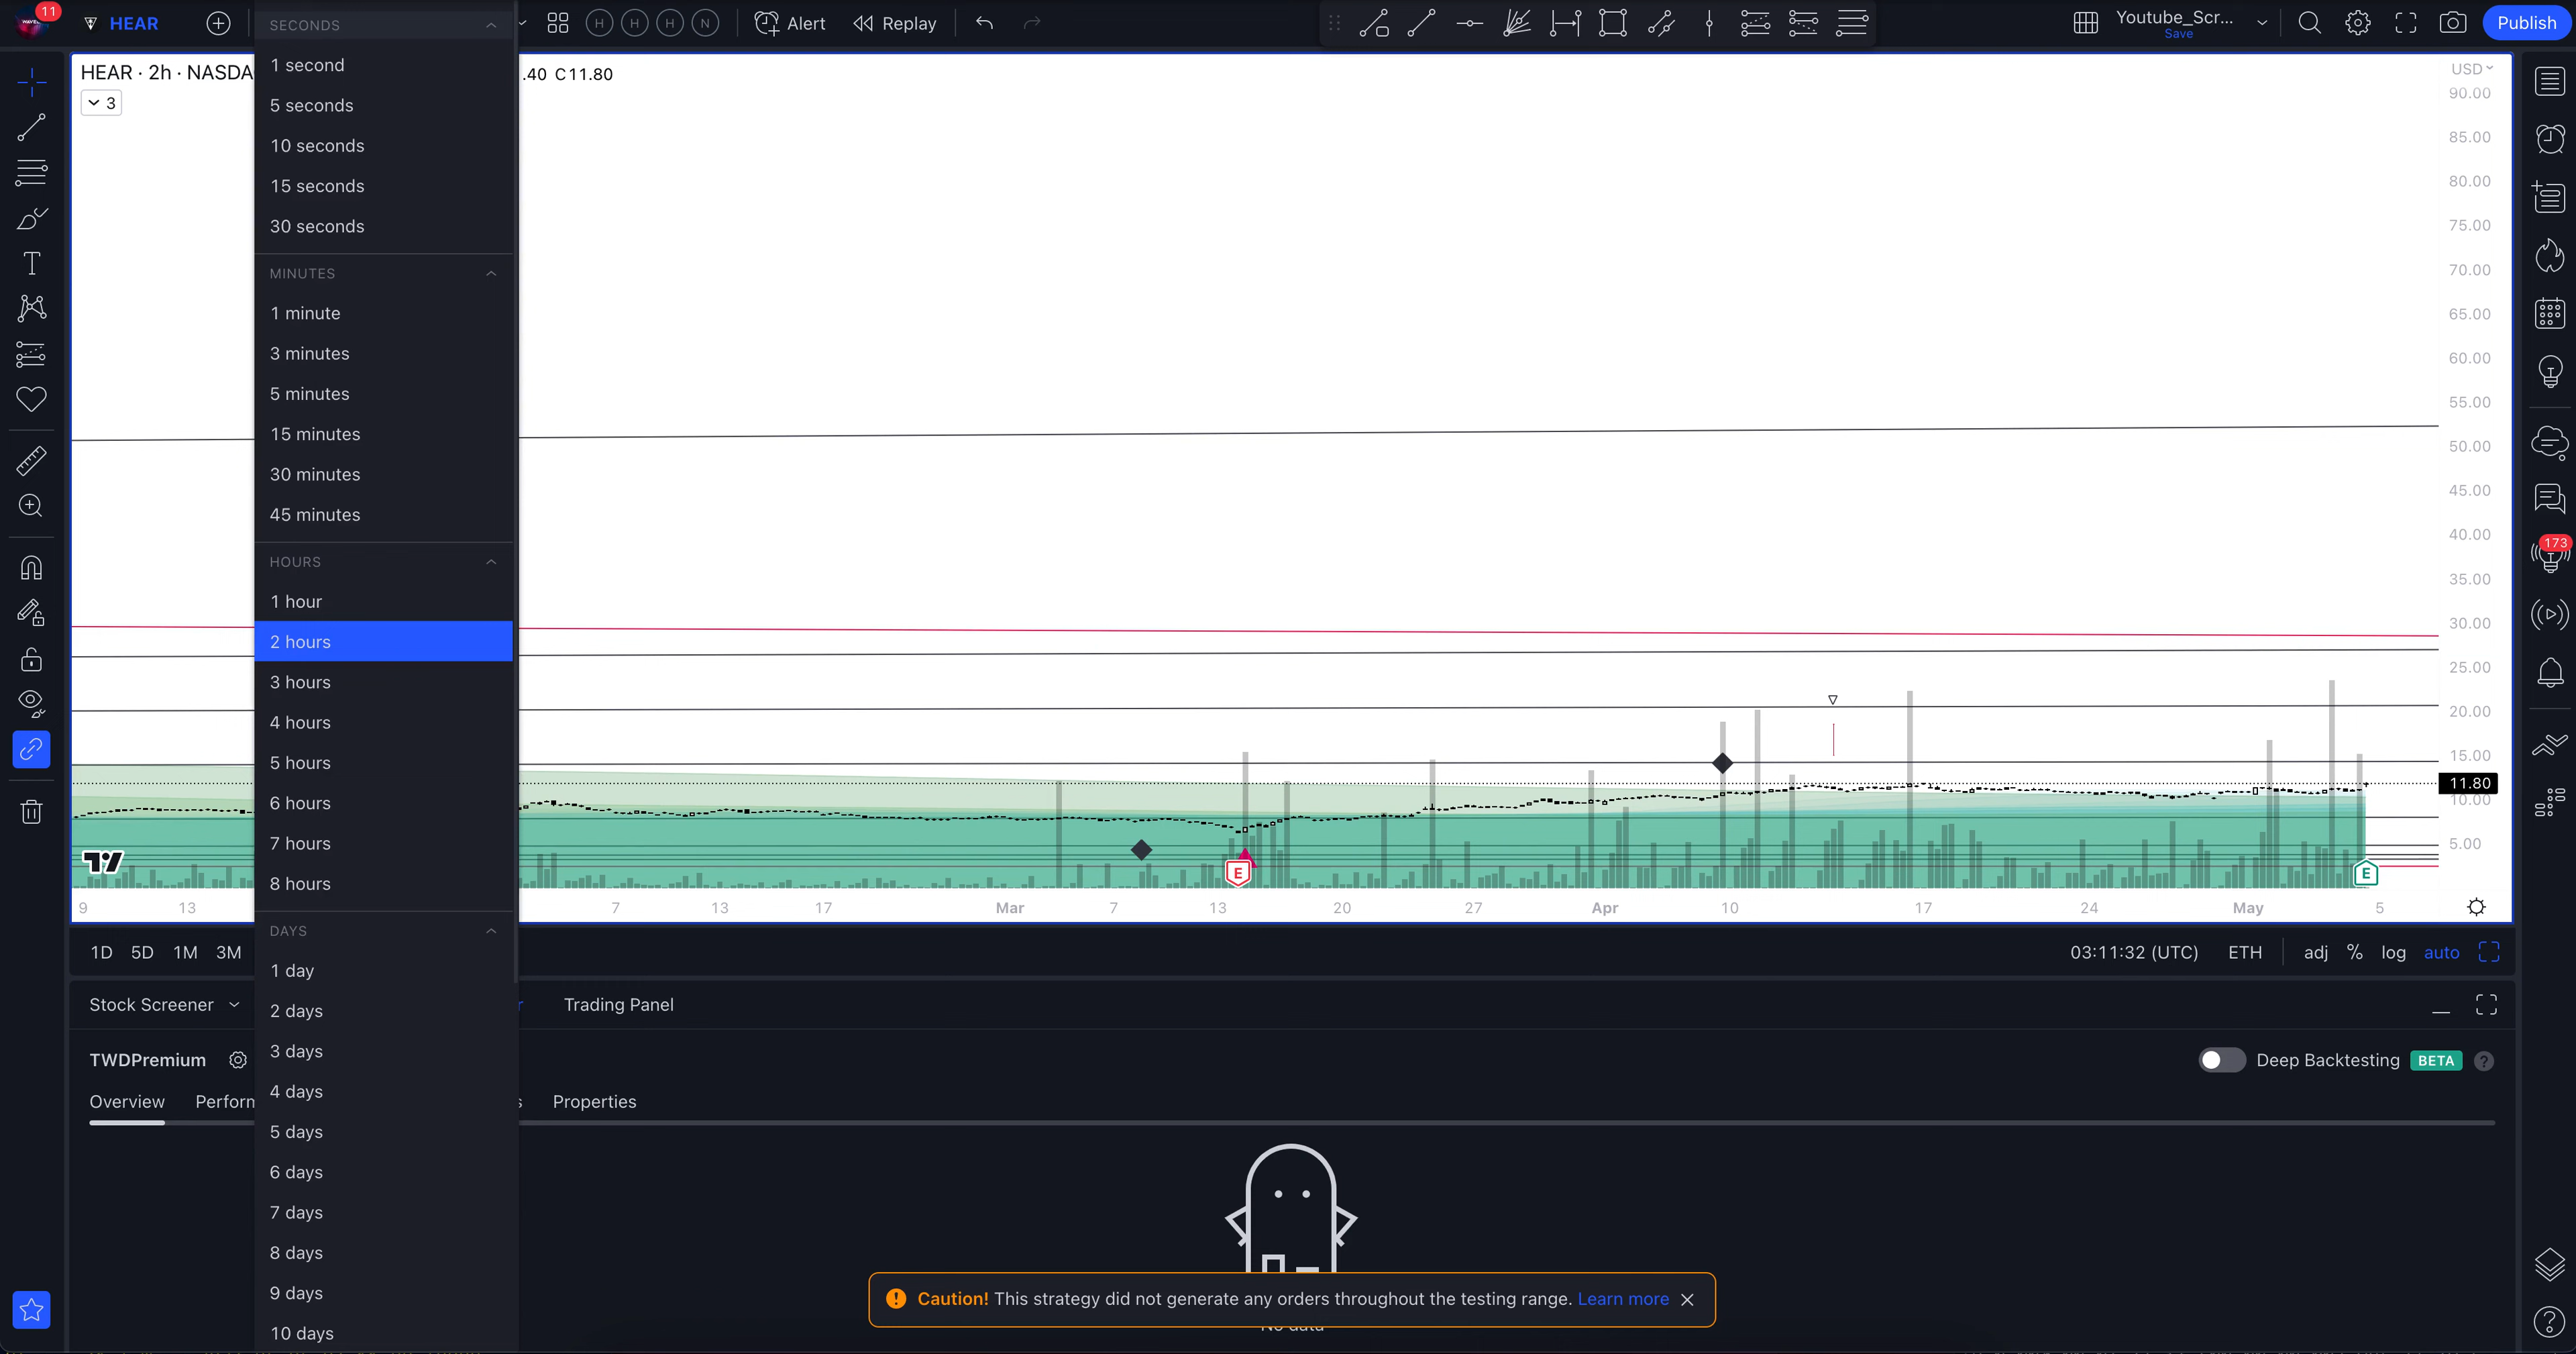 11
HEAR
H H H N
Alert
Replay
Youtube_Scr...
Save
Publish
HEAR · 2h · NASDA
.40 C11.80
3
SECONDS
1 second
5 seconds
10 seconds
15 seconds
30 seconds
MINUTES
1 minute
3 minutes
5 minutes
15 minutes
30 minutes
45 minutes
HOURS
1 hour
2 hours
3 hours
4 hours
5 hours
6 hours
7 hours
8 hours
DAYS
1 day
2 days
3 days
4 days
5 days
6 days
7 days
8 days
9 days
10 days
USD
90.00
85.00
80.00
75.00
70.00
65.00
60.00
55.00
50.00
45.00
40.00
35.00
30.00
25.00
20.00
15.00
11.80
10.00
5.00
173
E
E
9 13 7 13 17 Mar 7 13 20 27 Apr 10 17 24 May 5
1D 5D 1M 3M
03:11:32 (UTC) ETH adj % log auto
Stock Screener
r
Trading Panel
TWDPremium
Deep Backtesting BETA ?
Overview Perform
s
Properties
Caution! This strategy did not generate any orders throughout the testing range. Learn more
No data